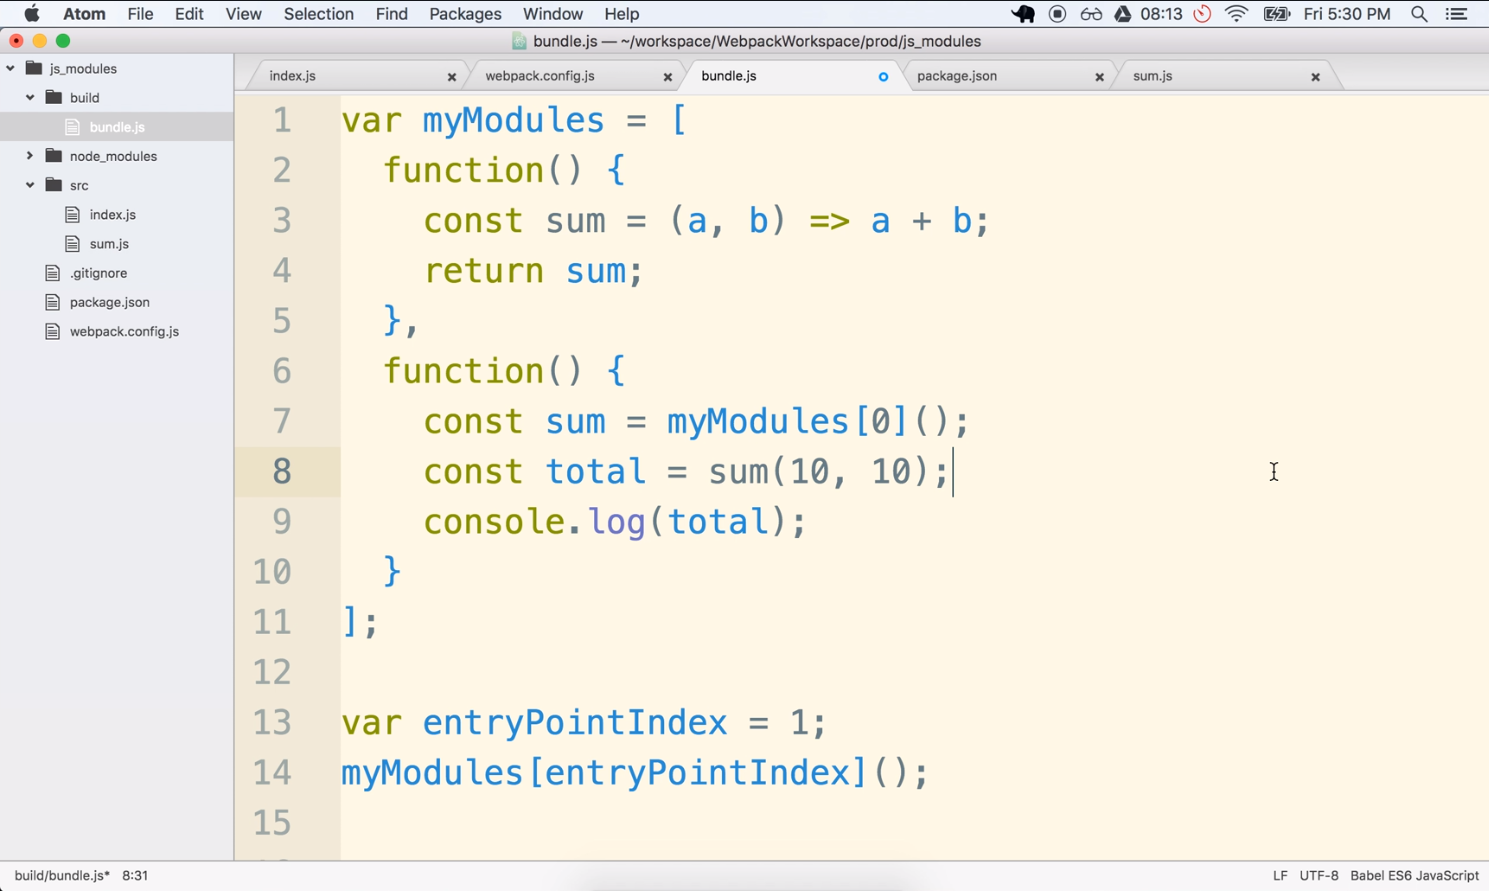 Atom File Edit View Selection Find Packages Window Help 08:13 Fri 5:30 PM
bundle.js — ~/workspace/WebpackWorkspace/prod/js_modules
js_modules
build
bundle.js
node_modules
src
index.js
sum.js
.gitignore
package.json
webpack.config.js
index.js webpack.config.js bundle.js package.json sum.js
1 var myModules = [
2 function() {
3 const sum = (a, b) => a + b;
4 return sum;
5 },
6 function() {
7 const sum = myModules[0]();
8 const total = sum(10, 10);
9 console.log(total);
10 }
11 ];
12
13 var entryPointIndex = 1;
14 myModules[entryPointIndex]();
15
build/bundle.js* 8:31 LF UTF-8 Babel ES6 JavaScript